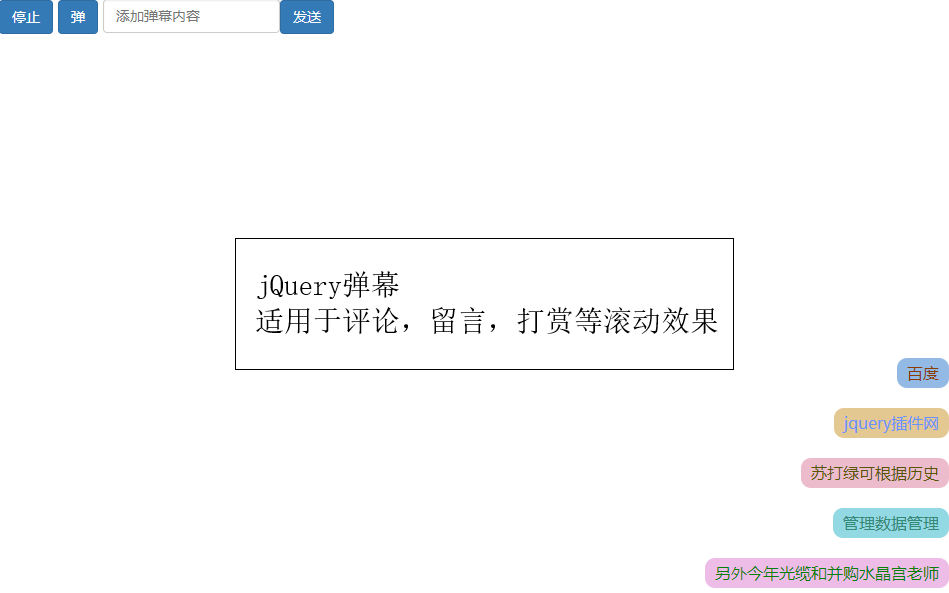 停止 弹 添加弹幕内容 发送
jQuery弹幕
适用于评论，留言，打赏等滚动效果
百度
jquery插件网
苏打绿可根据历史
管理数据管理
另外今年光缆和并购水晶宫老师